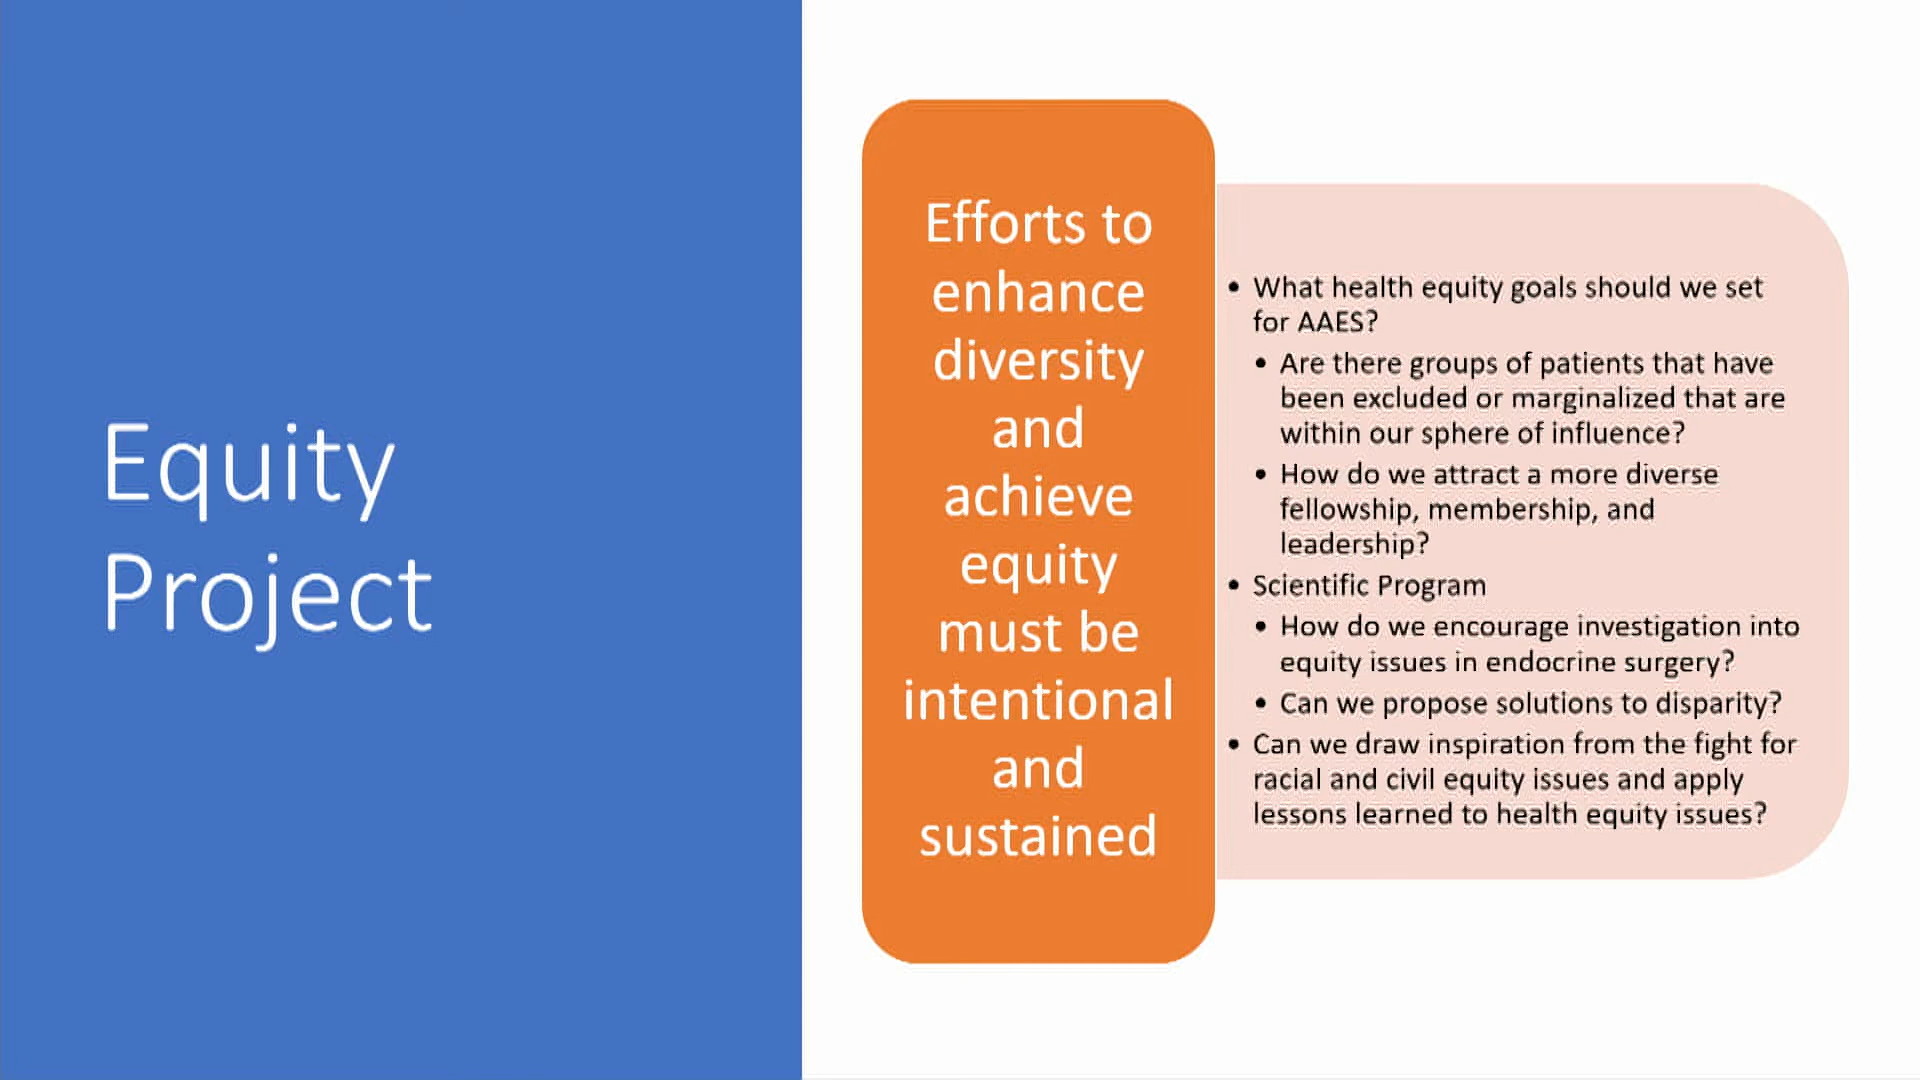 Equity
Project
Efforts to
enhance
diversity
and
achieve
equity
must be
intentional
and
sustained
• What health equity goals should we set
for AAES?
• Are there groups of patients that have
been excluded or marginalized that are
within our sphere of influence?
• How do we attract a more diverse
fellowship, membership, and
leadership?
• Scientific Program
• How do we encourage investigation into
equity issues in endocrine surgery?
• Can we propose solutions to disparity?
• Can we draw inspiration from the fight for
racial and civil equity issues and apply
lessons learned to health equity issues?